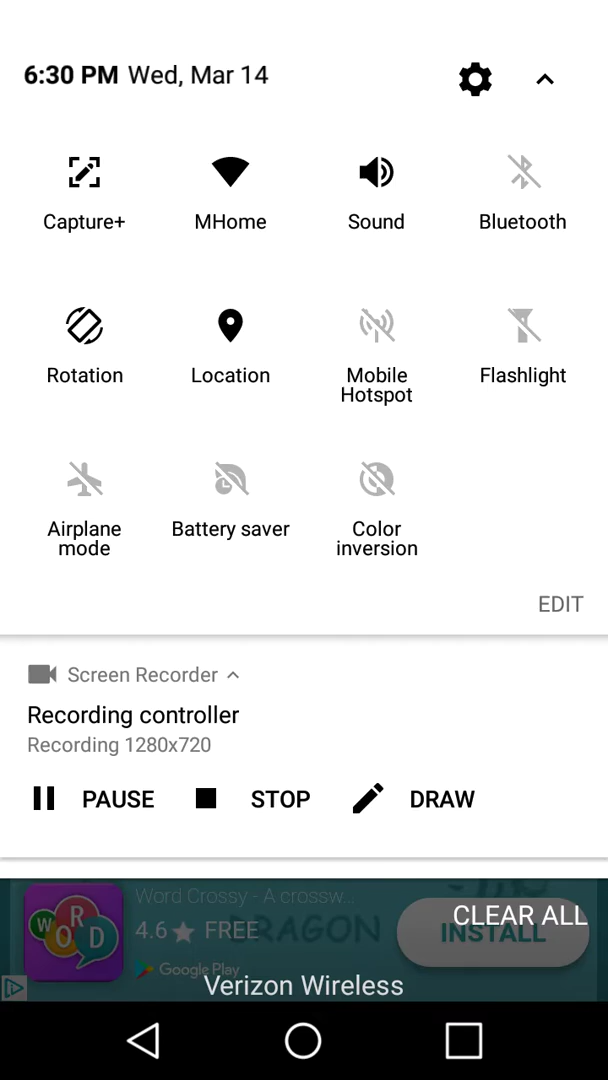 6:30 PM Wed, Mar 14
Capture+
MHome
Sound
Bluetooth
Rotation
Location
Mobile
Hotspot
Flashlight
Airplane
mode
Battery saver
Color
inversion
EDIT
Screen Recorder
Recording controller
Recording 1280x720
PAUSE
STOP
DRAW
WORD
Word Crossy - A crossw...
4.6★ FREE
DRAGON
CLEAR ALL
INSTALL
Google Play
Verizon Wireless